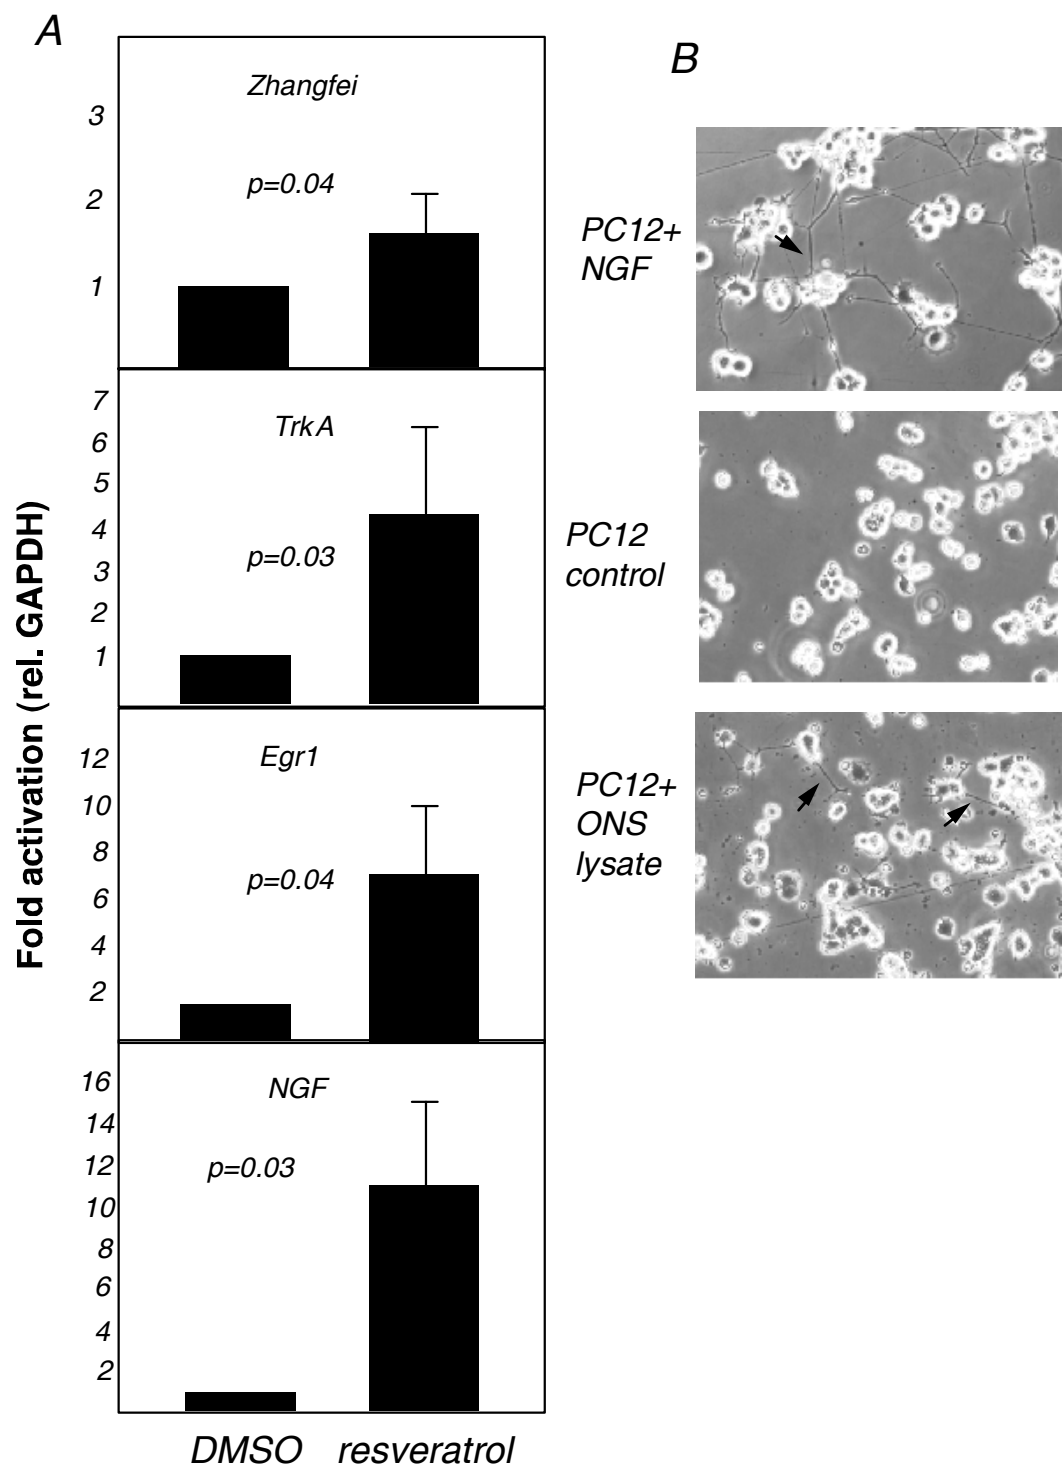 A
Fold activation (rel. GAPDH)
Zhangfei
p=0.04
3
2
1
TrkA
p=0.03
7
6
5
4
3
2
1
Egr1
p=0.04
12
10
8
6
4
2
NGF
p=0.03
16
14
12
10
8
6
4
2
DMSO resveratrol
B
PC12+
NGF
PC12
control
PC12+
ONS
lysate